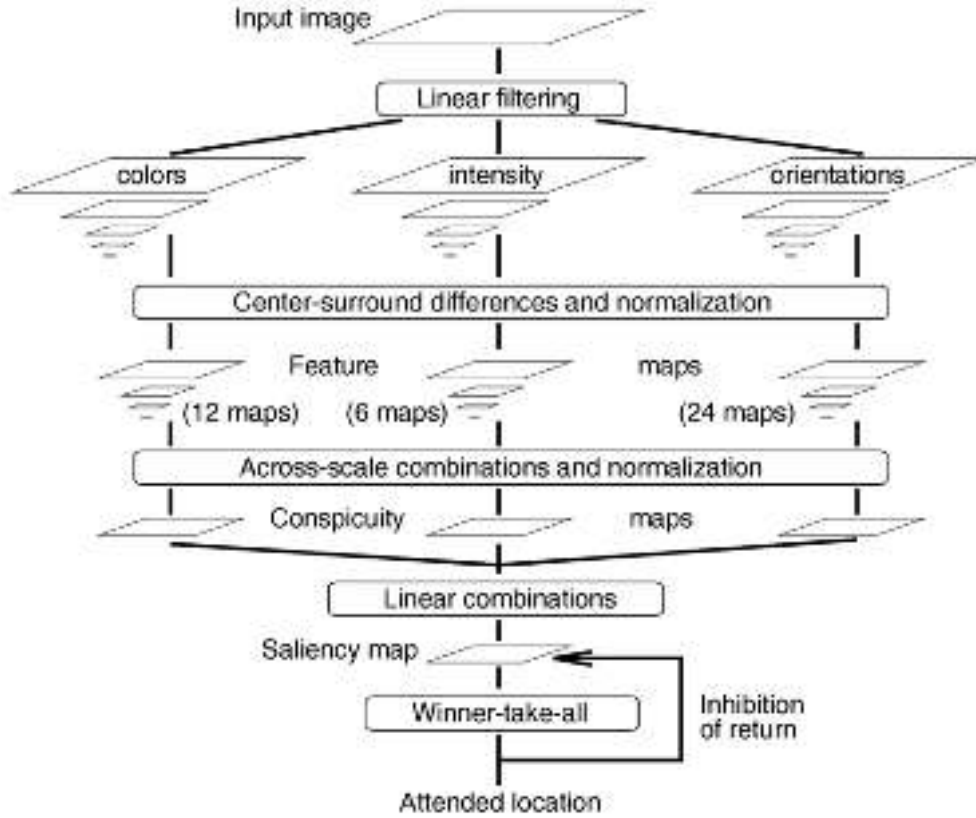 Input image
Linear filtering
colors
intensity
orientations
Center-surround differences and normalization
Feature maps
(12 maps) (6 maps) (24 maps)
Across-scale combinations and normalization
Conspicuity maps
Linear combinations
Saliency map
Winner-take-all
Inhibition
of return
Attended location